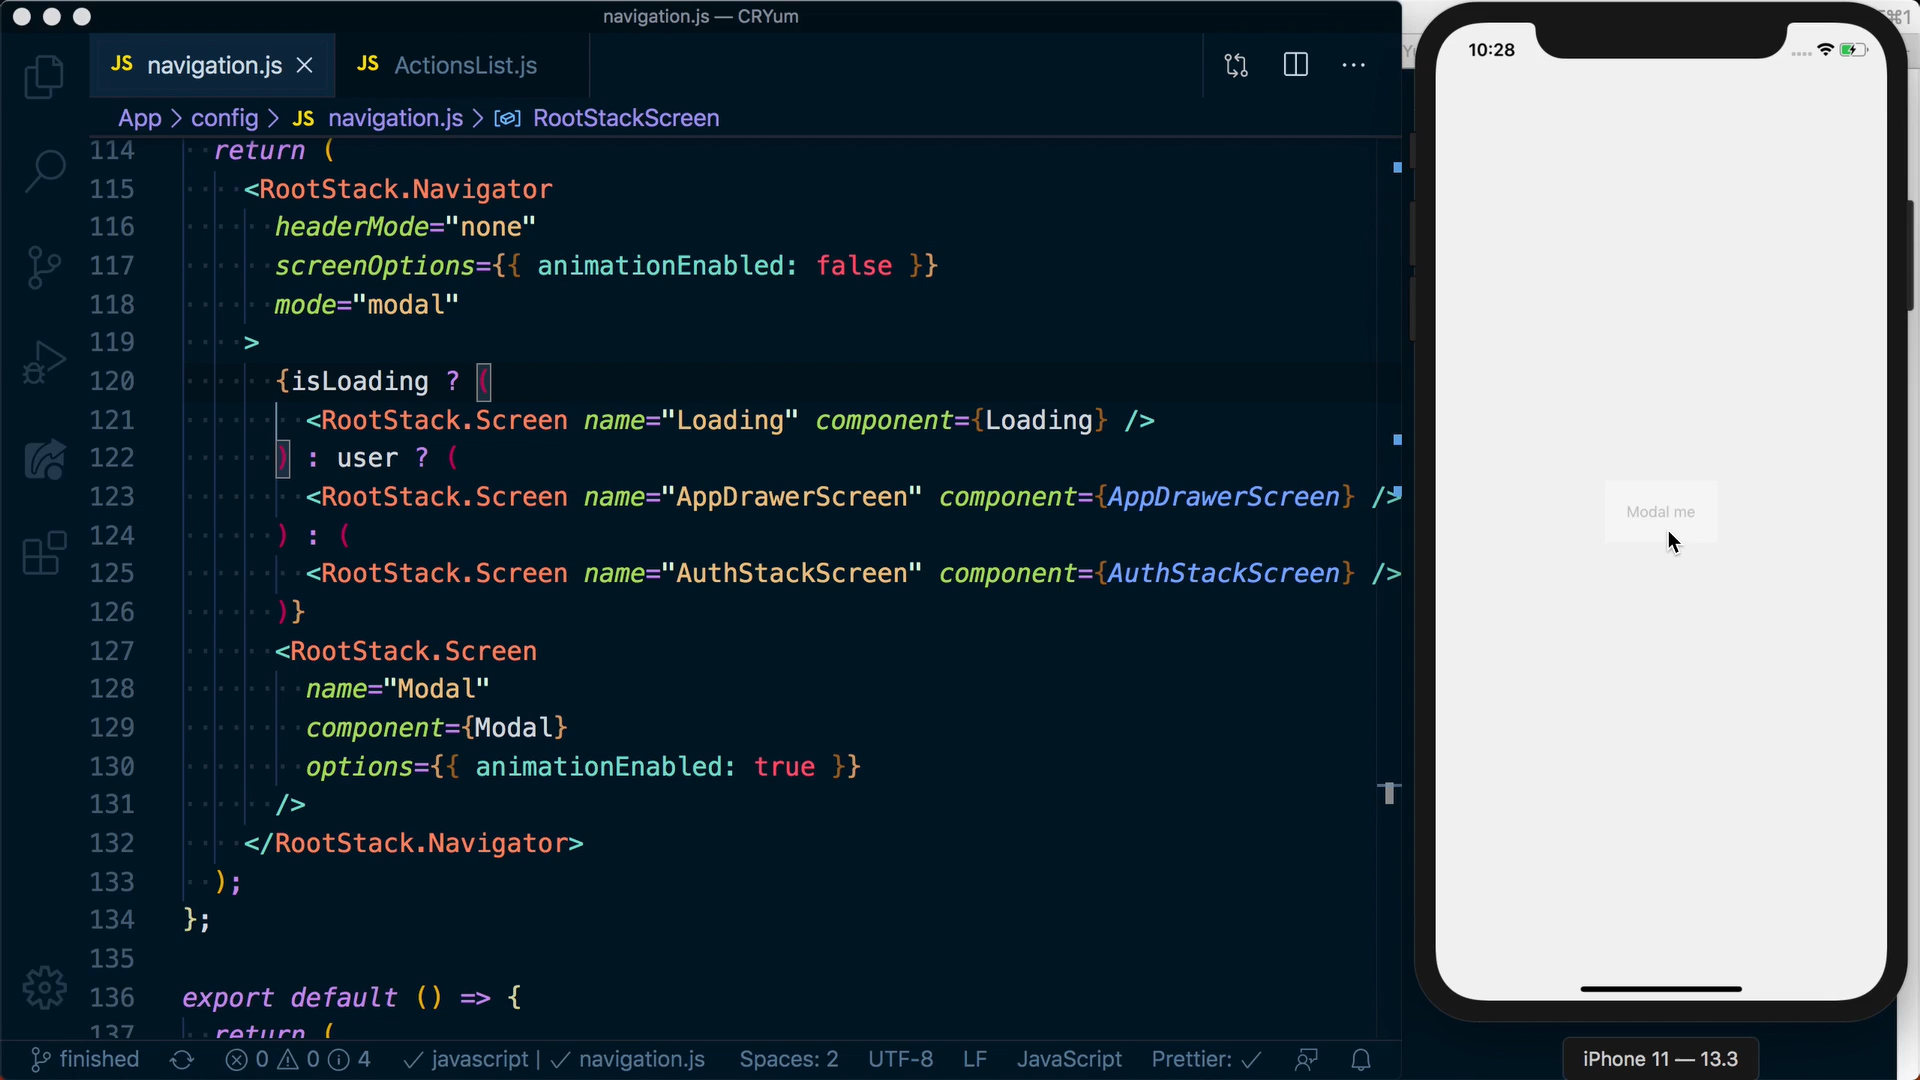 navigation.js — CRYum
JS navigation.js
JS ActionsList.js
App > config > JS navigation.js > RootStackScreen
114 return (
115 <RootStack.Navigator
116 headerMode="none"
117 screenOptions={{ animationEnabled: false }}
118 mode="modal"
119 >
120 {isLoading ? (
121 <RootStack.Screen name="Loading" component={Loading} />
122 ) : user ? (
123 <RootStack.Screen name="AppDrawerScreen" component={AppDrawerScreen} />
124 ) : (
125 <RootStack.Screen name="AuthStackScreen" component={AuthStackScreen} />
126 )}
127 <RootStack.Screen
128 name="Modal"
129 component={Modal}
130 options={{ animationEnabled: true }}
131 />
132 </RootStack.Navigator>
133 );
134 };
135
136 export default () => {
137 return (
finished 0 0 4 javascript | navigation.js Spaces: 2 UTF-8 LF JavaScript Prettier:
⌘1
10:28
Modal me
iPhone 11 — 13.3